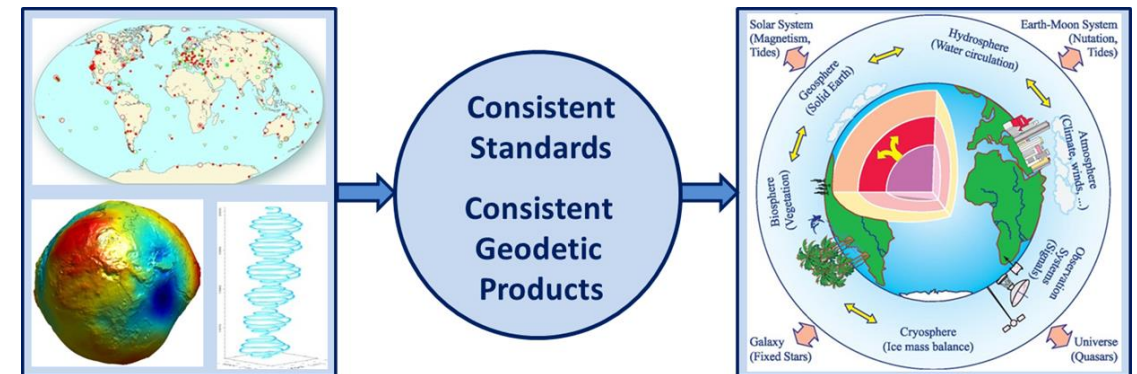 Consistent
Standards
Consistent
Geodetic
Products
Solar System
(Magnetism,
Tides)
Earth-Moon System
(Nutation,
Tides)
Hydrosphere
(Water circulation)
Geosphere
(Solid Earth)
Atmosphere
(Climate, winds, ...)
Biosphere
(Vegetation)
Observation
Systems
(Signals)
Cryosphere
(Ice mass balance)
Galaxy
(Fixed Stars)
Universe
(Quasars)